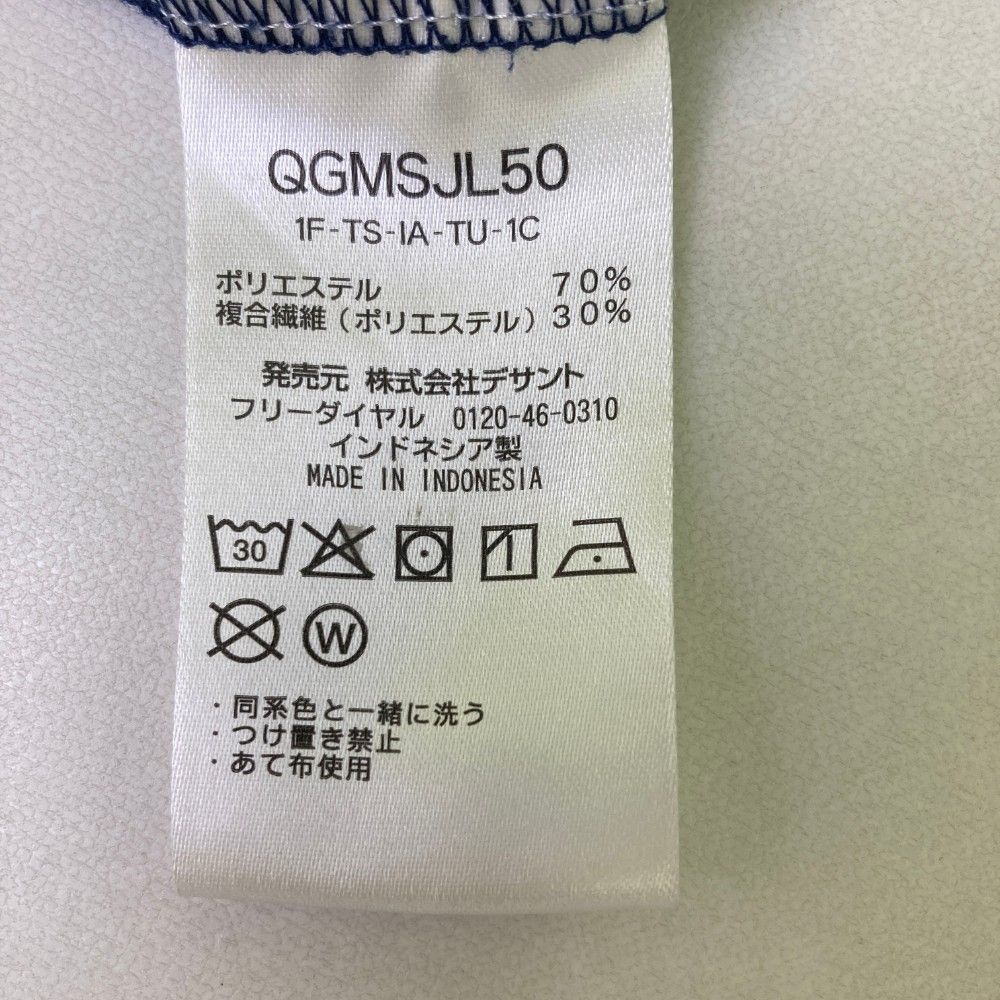 QGMSJL50
1F-TS-IA-TU-1C
ポリエステル 70%
複合繊維(ポリエステル)30%
発売元 株式会社デサント
フリーダイヤル 0120-46-0310
インドネシア製
MADE IN INDONESIA
30
W
・同系色と一緒に洗う
・つけ置き禁止
・あて布使用